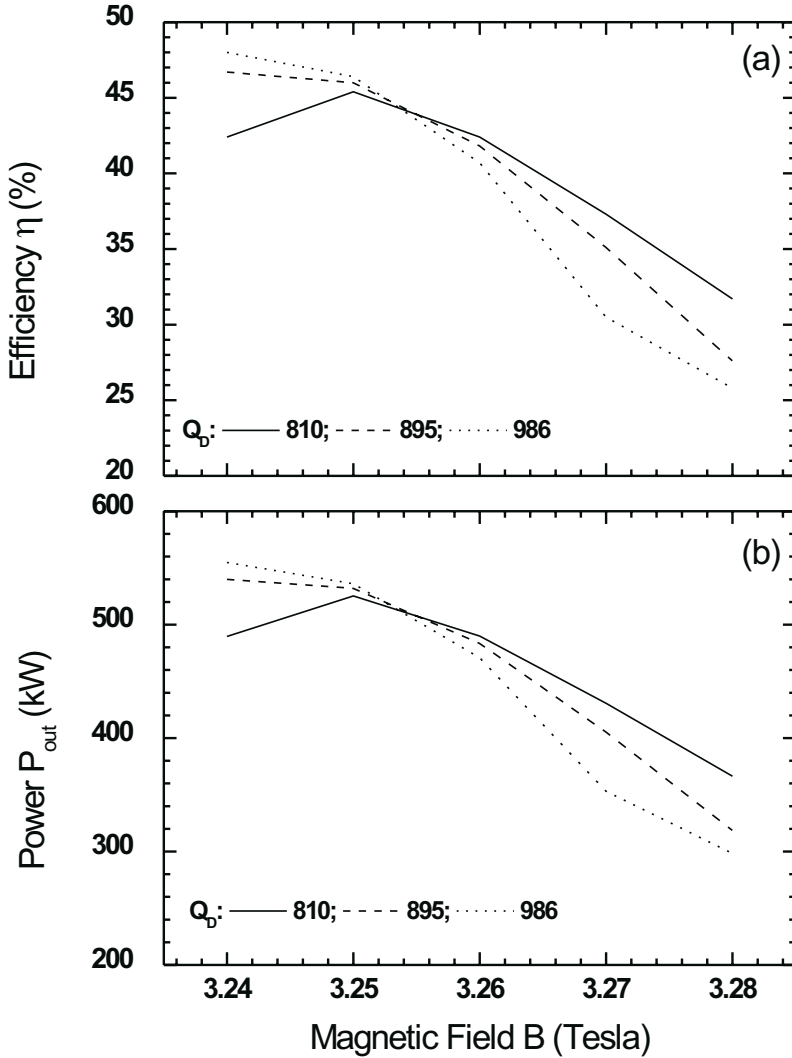 50
45
40
35
30
25
20
Efficiency η (%)
(a)
Q_D: 810; 895; 986
600
500
400
300
200
Power P_out (kW)
(b)
Q_D: 810; 895; 986
3.24 3.25 3.26 3.27 3.28
Magnetic Field B (Tesla)